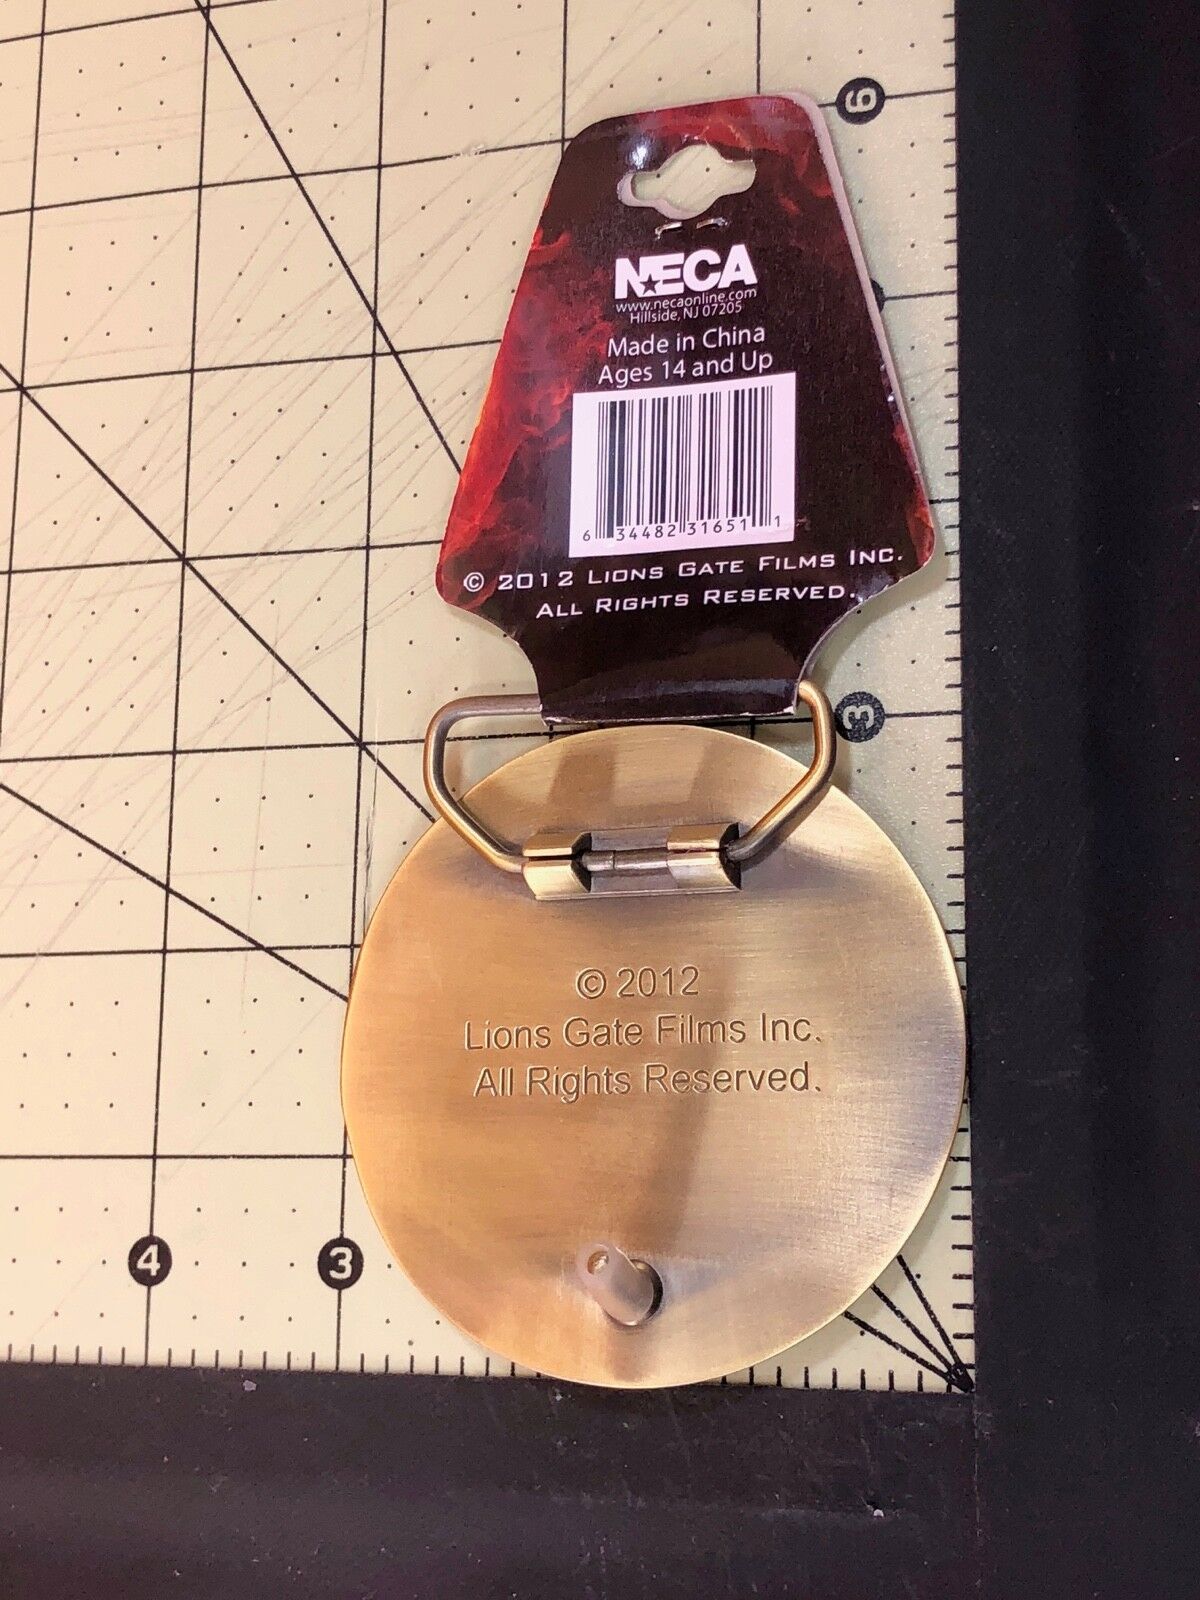 6
NECA
www.necaonline.com
Hillside, NJ 07205
Made in China
Ages 14 and Up
6 34482 31651 1
© 2012 Lions Gate Films Inc.
All Rights Reserved.
3
© 2012
Lions Gate Films Inc.
All Rights Reserved.
4 3